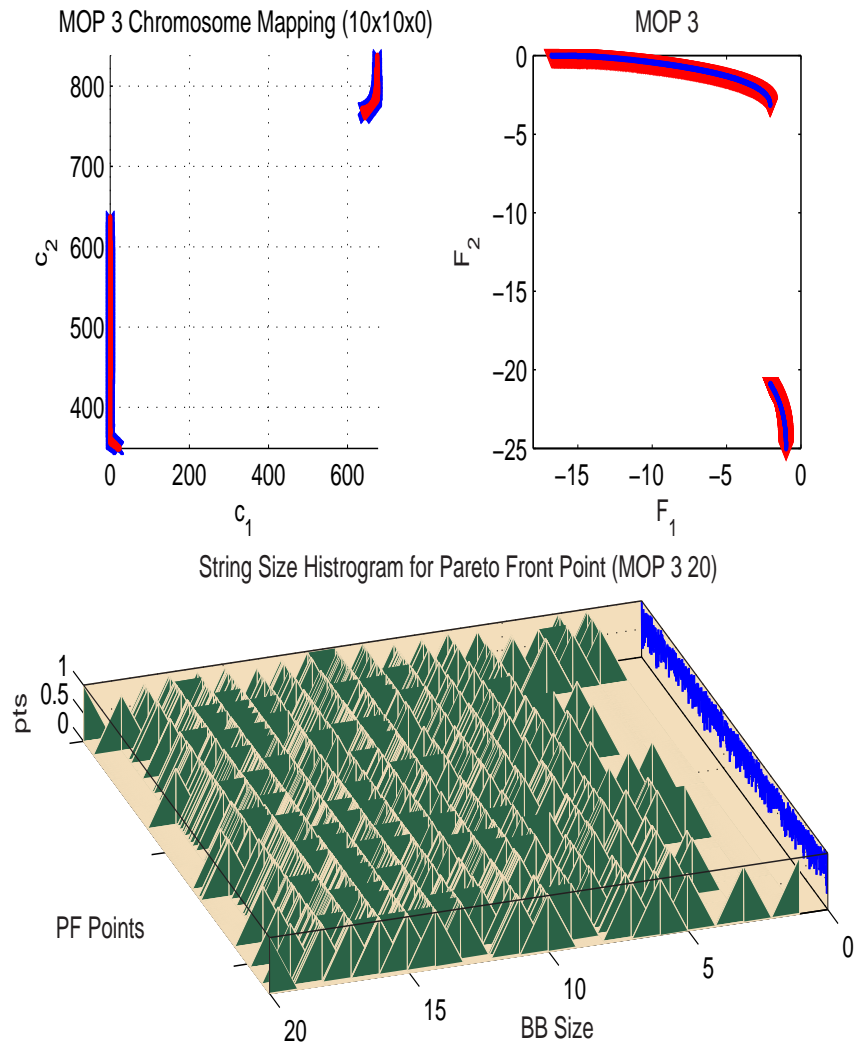 MOP 3 Chromosome Mapping (10x10x0)
800
700
600
500
400
c2
0 200 400 600
c1
MOP 3
0
−5
−10
−15
−20
−25
F2
−15 −10 −5 0
F1
String Size Histrogram for Pareto Front Point (MOP 3 20)
1
0.5
0
pts
PF Points
20 15 10 5 0
BB Size